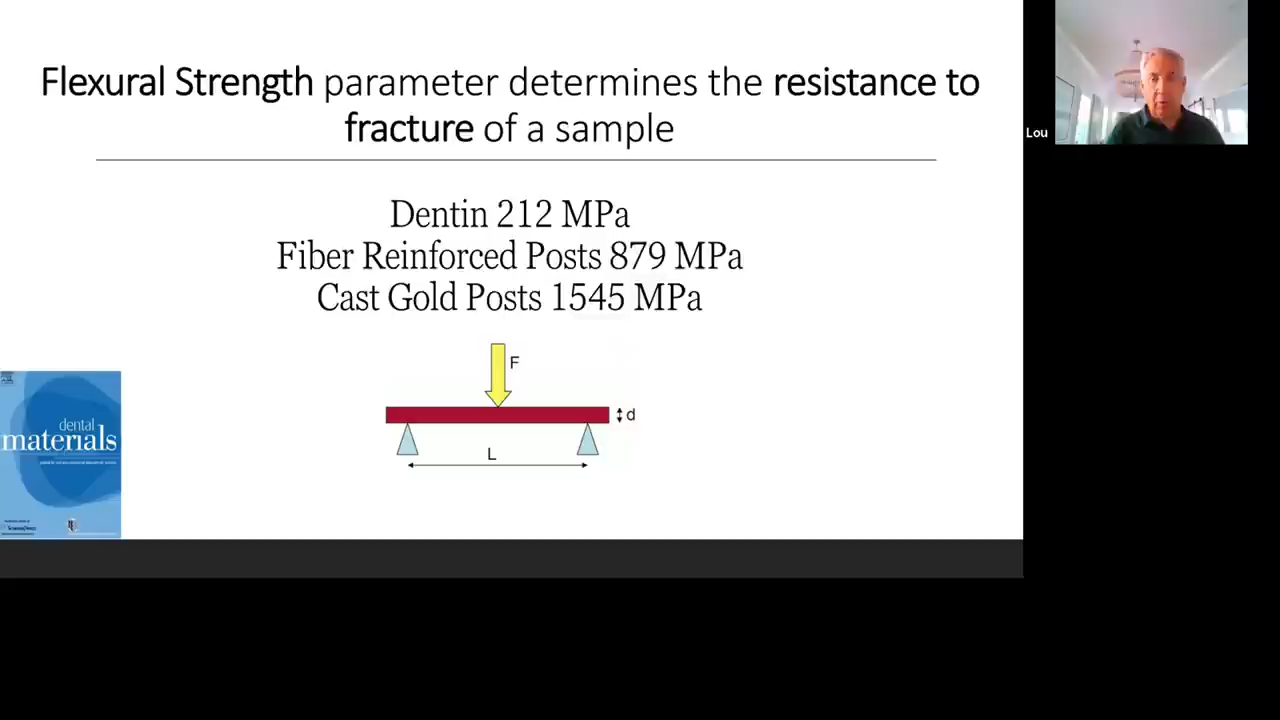 Flexural Strength parameter determines the resistance to
fracture of a sample
Dentin 212 MPa
Fiber Reinforced Posts 879 MPa
Cast Gold Posts 1545 MPa
F
d
L
dental
materials
Lou